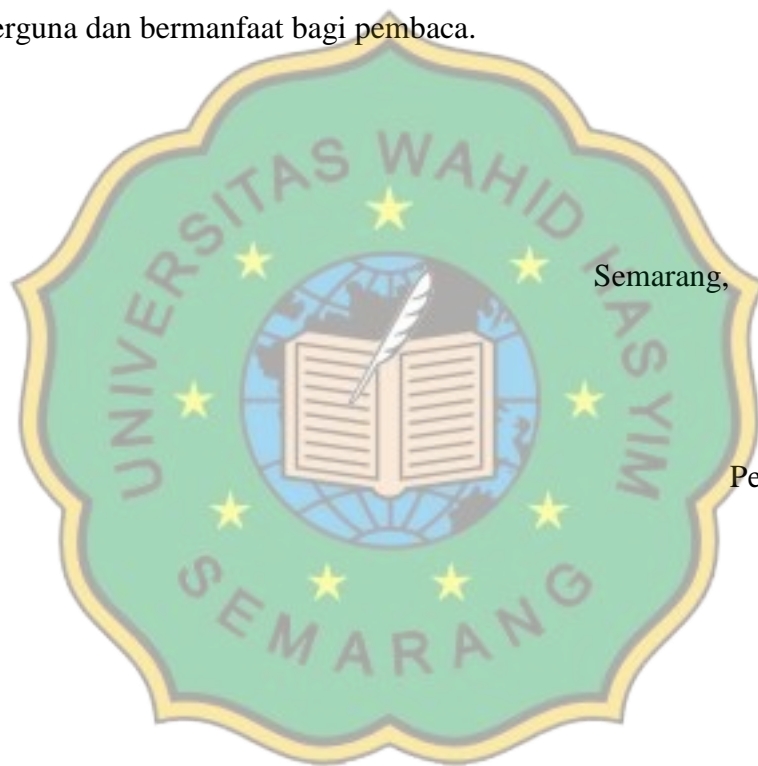 erguna dan bermanfaat bagi pembaca.
UNIVERSITAS WAHID HASYIM
Semarang,
Pe
SEMARANG